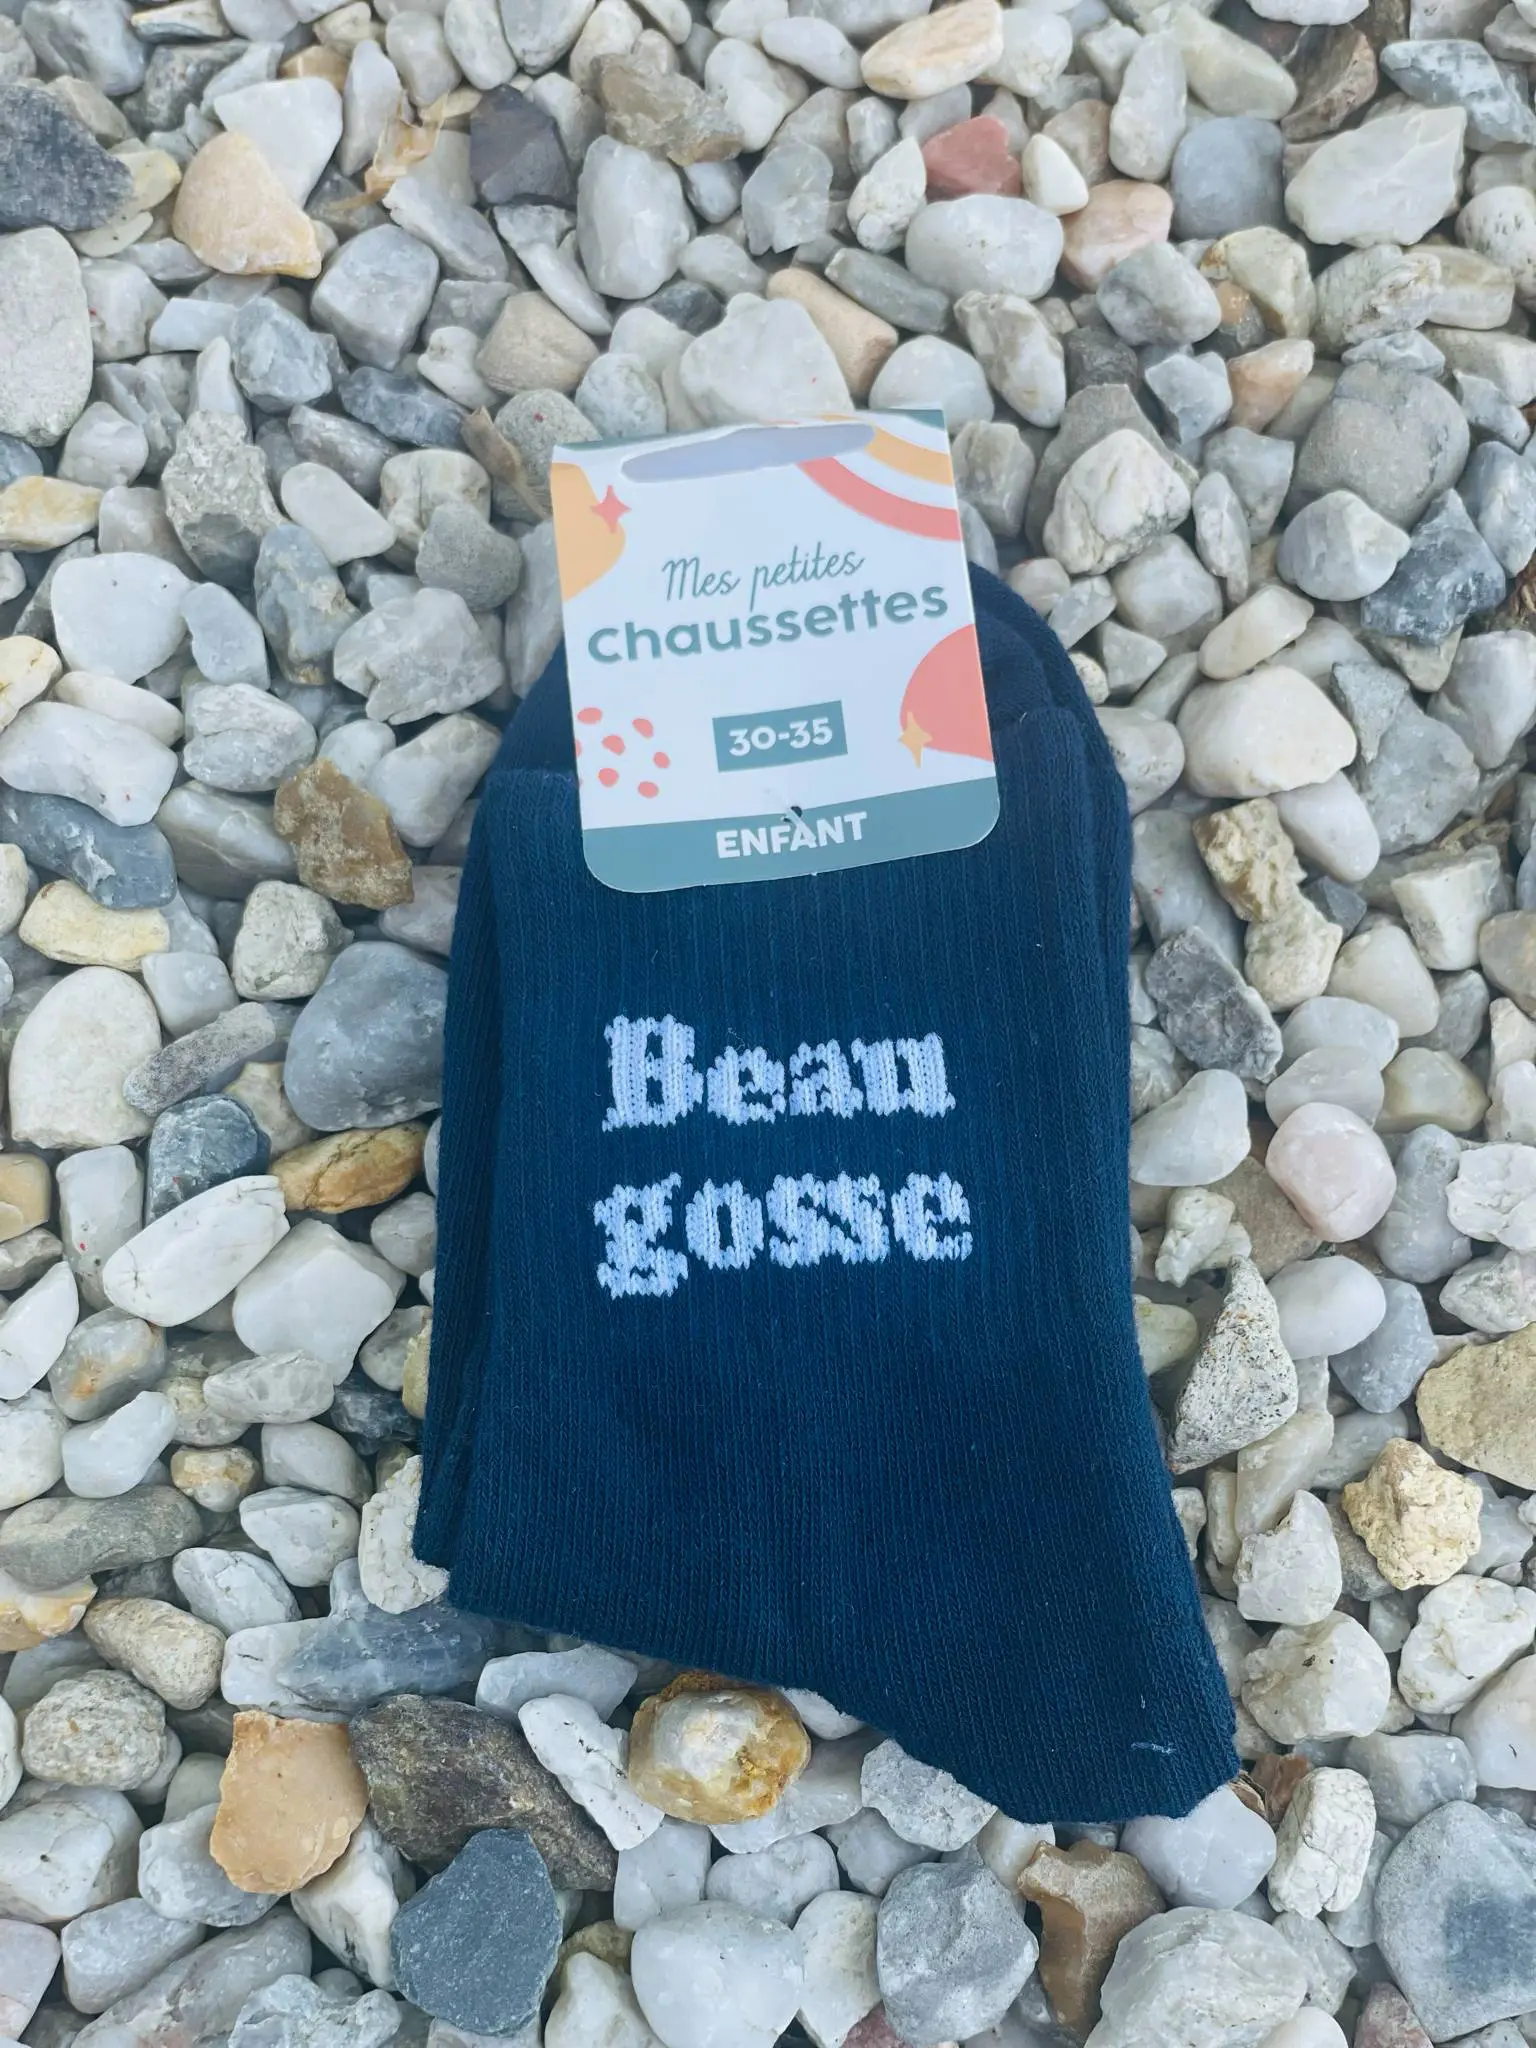 Mes petites
chaussettes
30-35
ENFANT
Beau
gosse